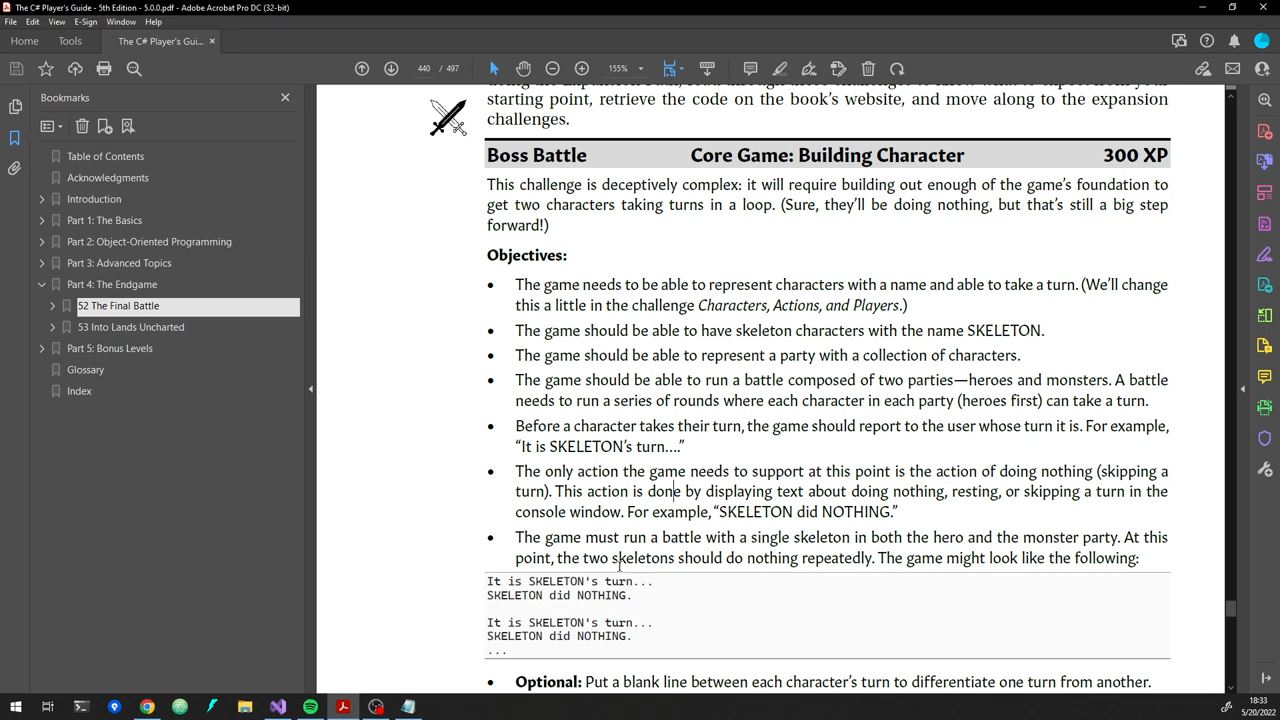 The C# Player's Guide - 5th Edition - 5.0.0.pdf - Adobe Acrobat Pro DC (32-bit)
File Edit View E-Sign Window Help
Home Tools The C# Player's Gui... ×
440 / 497 155%
Bookmarks
Table of Contents
Acknowledgments
Introduction
Part 1: The Basics
Part 2: Object-Oriented Programming
Part 3: Advanced Topics
Part 4: The Endgame
52 The Final Battle
53 Into Lands Uncharted
Part 5: Bonus Levels
Glossary
Index
starting point, retrieve the code on the book's website, and move along to the expansion
challenges.
Boss Battle Core Game: Building Character 300 XP
This challenge is deceptively complex: it will require building out enough of the game's foundation to
get two characters taking turns in a loop. (Sure, they'll be doing nothing, but that's still a big step
forward!)
Objectives:
• The game needs to be able to represent characters with a name and able to take a turn. (We'll change
this a little in the challenge Characters, Actions, and Players.)
• The game should be able to have skeleton characters with the name SKELETON.
• The game should be able to represent a party with a collection of characters.
• The game should be able to run a battle composed of two parties—heroes and monsters. A battle
needs to run a series of rounds where each character in each party (heroes first) can take a turn.
• Before a character takes their turn, the game should report to the user whose turn it is. For example,
“It is SKELETON's turn....”
• The only action the game needs to support at this point is the action of doing nothing (skipping a
turn). This action is done by displaying text about doing nothing, resting, or skipping a turn in the
console window. For example, “SKELETON did NOTHING.”
• The game must run a battle with a single skeleton in both the hero and the monster party. At this
point, the two skeletons should do nothing repeatedly. The game might look like the following:
It is SKELETON's turn...
SKELETON did NOTHING.
It is SKELETON's turn...
SKELETON did NOTHING.
...
• Optional: Put a blank line between each character's turn to differentiate one turn from another.
18:33
5/20/2022